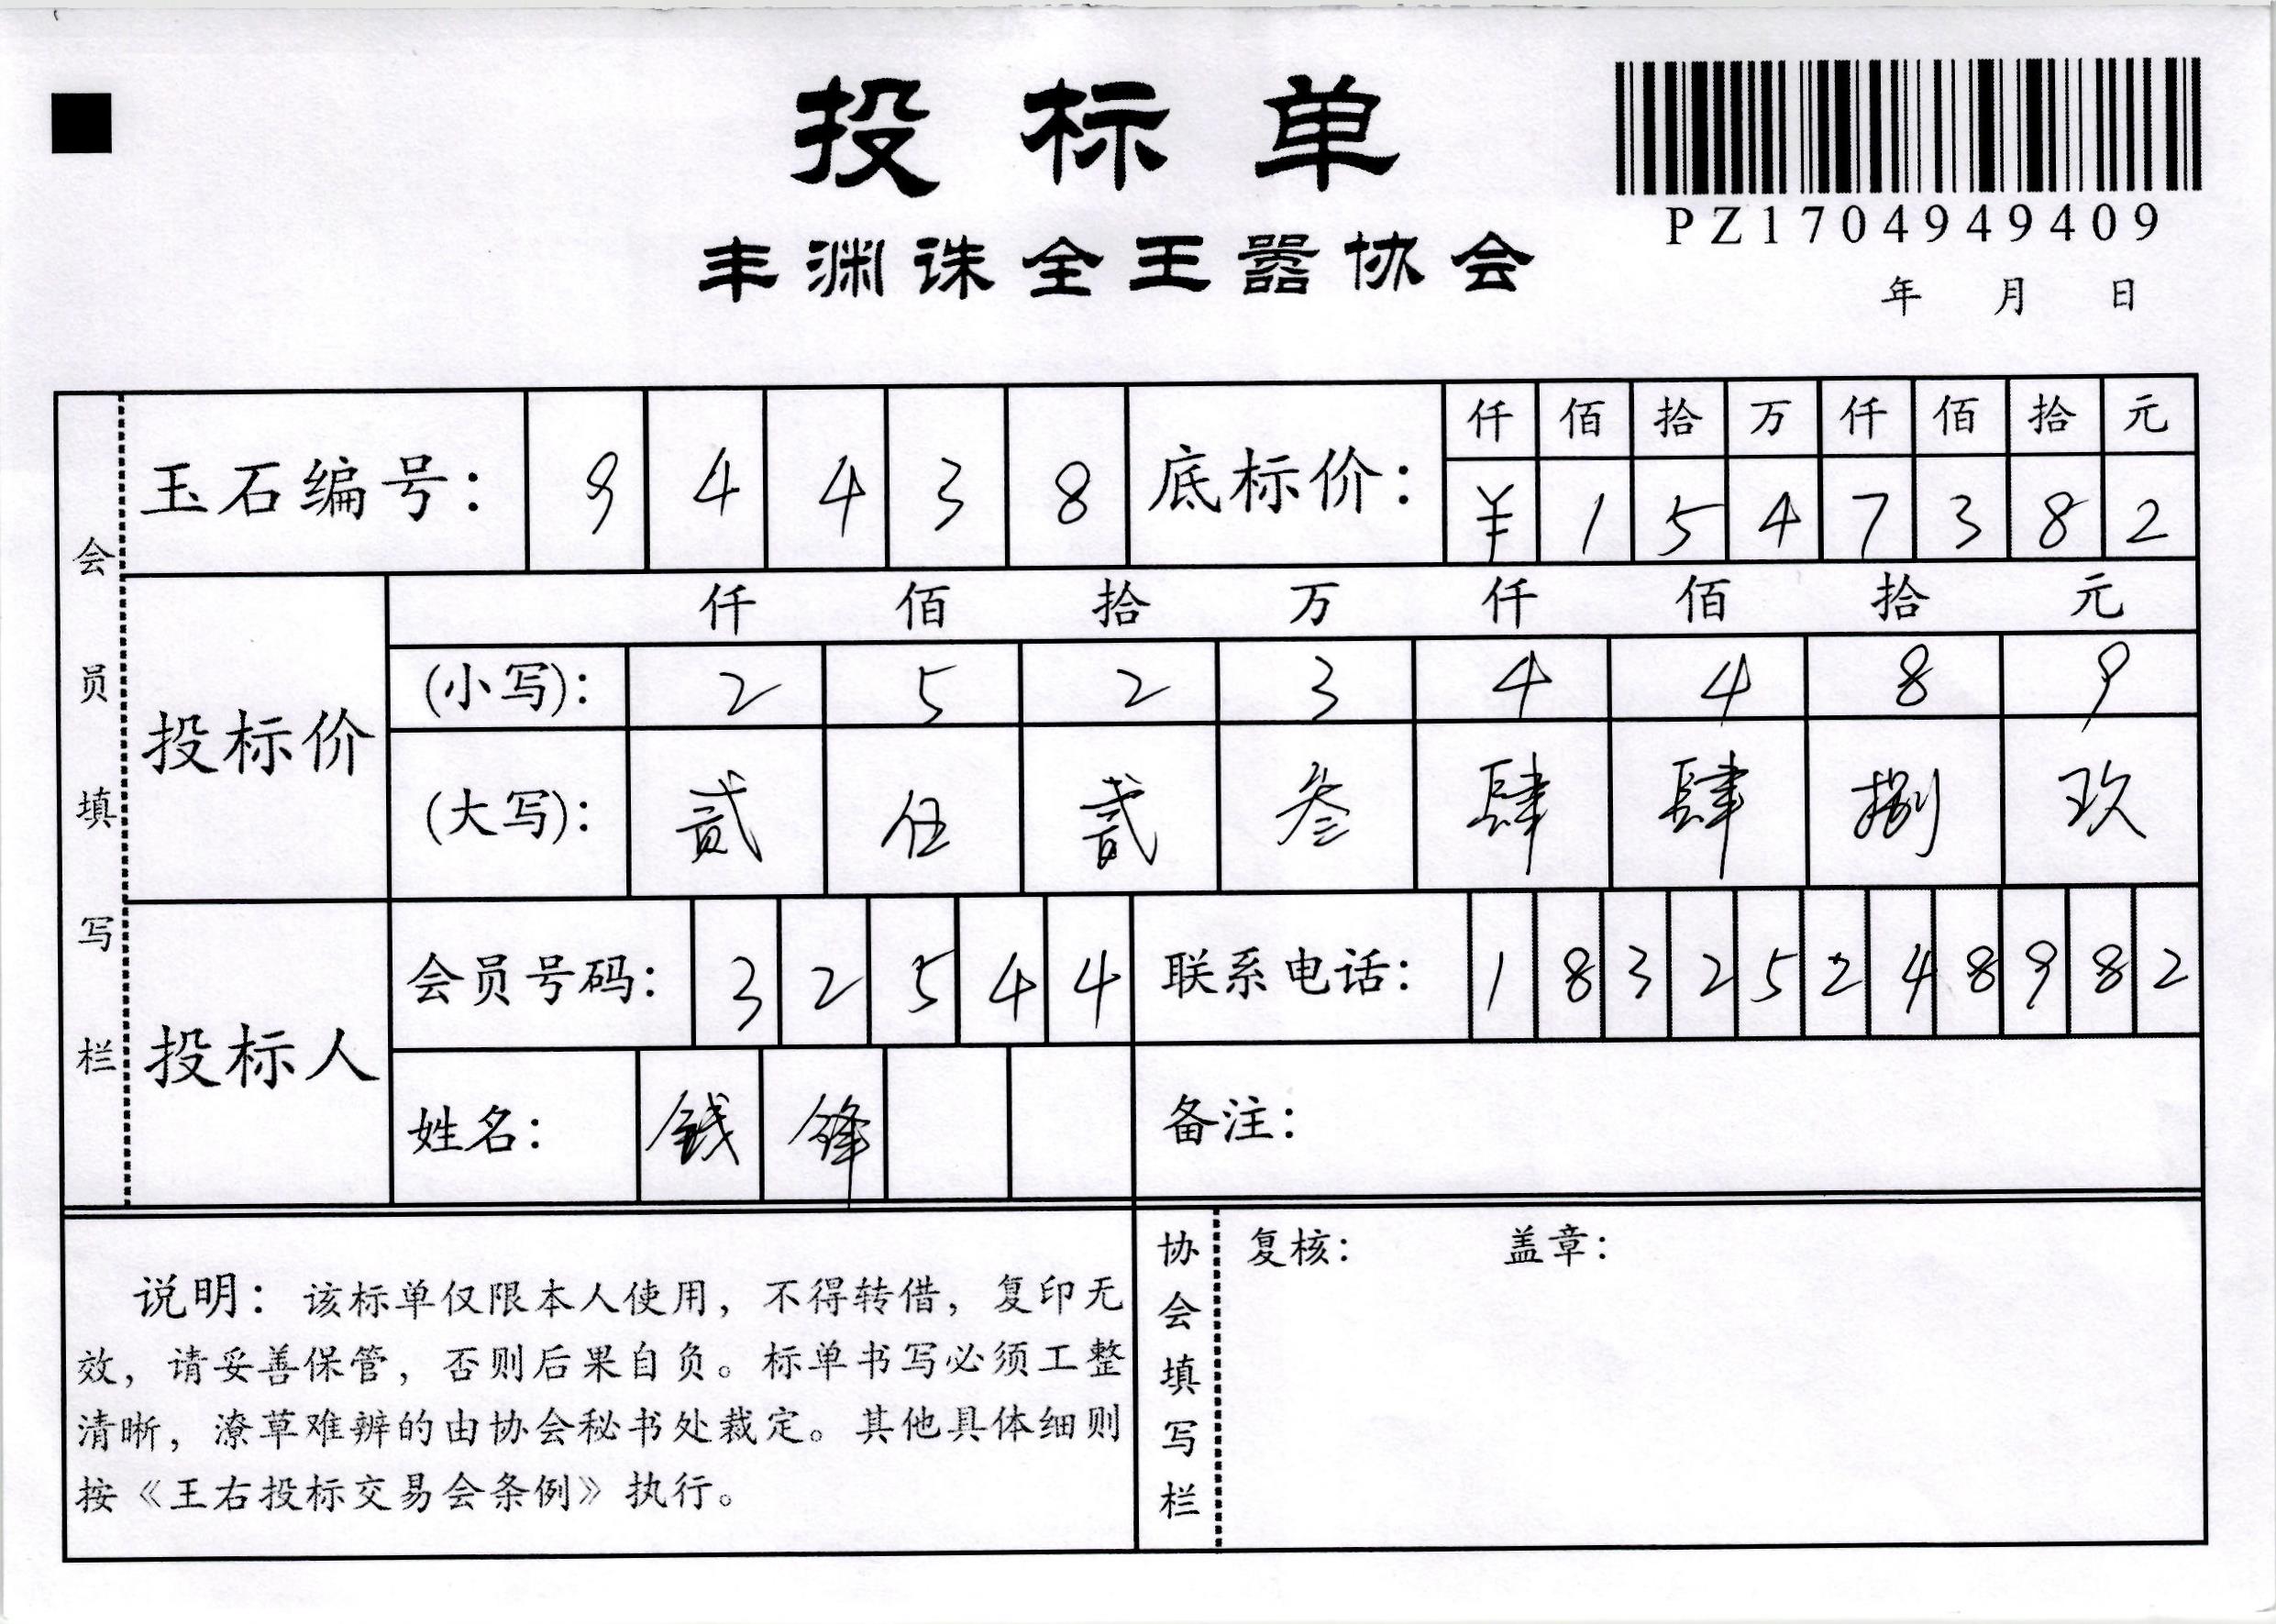 投标单
丰渊诛全王嚣协会
PZ1704949409
年 月 日
会员填写栏
玉石编号: 9 4 4 3 8
底标价:
仟 佰 拾 万 仟 佰 拾 元
¥ 1 5 4 7 3 8 2
投标价
仟 佰 拾 万 仟 佰 拾 元
(小写): 2 5 2 3 4 4 8 9
(大写): 贰 伍 贰 叁 肆 肆 捌 玖
投标人
会员号码: 3 2 5 4 4
联系电话: 1 8 3 2 5 2 4 8 9 8 2
姓名: 钱 锋
备注:
说明: 该标单仅限本人使用, 不得转借, 复印无
效, 请妥善保管, 否则后果自负。标单书写必须工整
清晰, 潦草难辨的由协会秘书处裁定。其他具体细则
按《王右投标交易会条例》执行。
协会填写栏
复核: 盖章: